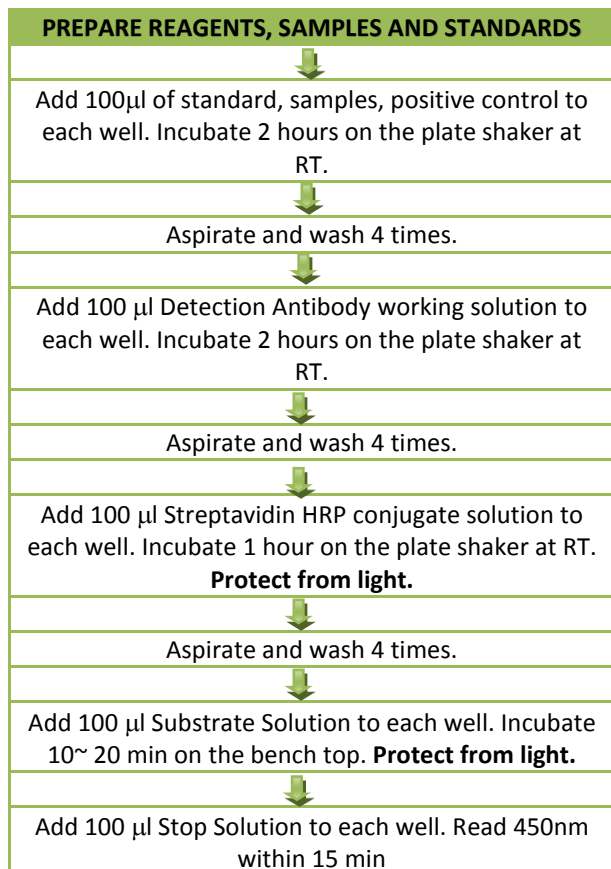 PREPARE REAGENTS, SAMPLES AND STANDARDS
Add 100μl of standard, samples, positive control to
each well. Incubate 2 hours on the plate shaker at
RT.
Aspirate and wash 4 times.
Add 100 μl Detection Antibody working solution to
each well. Incubate 2 hours on the plate shaker at
RT.
Aspirate and wash 4 times.
Add 100 μl Streptavidin HRP conjugate solution to
each well. Incubate 1 hour on the plate shaker at RT.
Protect from light.
Aspirate and wash 4 times.
Add 100 μl Substrate Solution to each well. Incubate
10~ 20 min on the bench top. Protect from light.
Add 100 μl Stop Solution to each well. Read 450nm
within 15 min